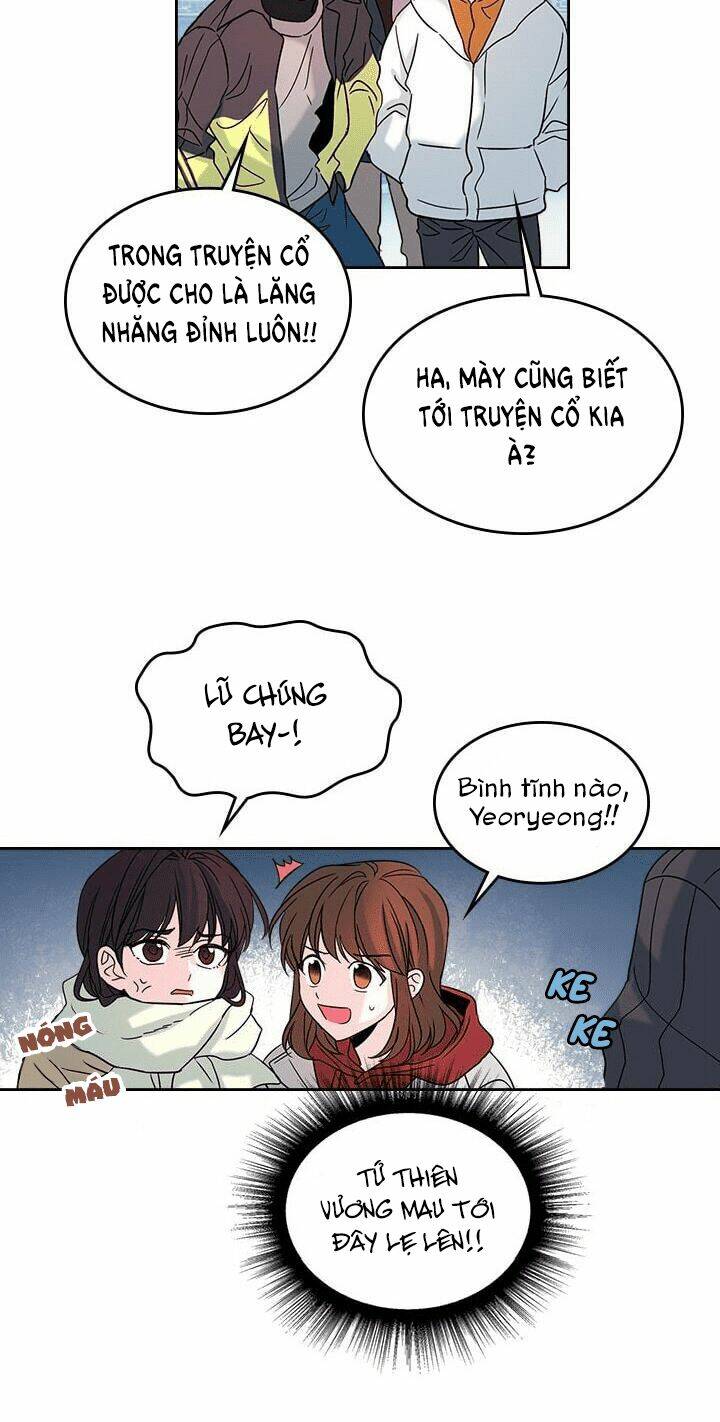 TRONG TRUYỆN CỔ
ĐƯỢC CHO LÀ LĂNG
NHĂNG ĐỈNH LUÔN!!
HA, MÀY CŨNG BIẾT
TỚI TRUYỆN CỔ KIA
À?
LŨ CHÚNG
BAY-!
Bình tĩnh nào,
Yeoryeong!!
KE
KE
NÓNG
MÁU
TỨ THIÊN
VƯƠNG MAU TỚI
ĐÂY LẸ LÊN!!